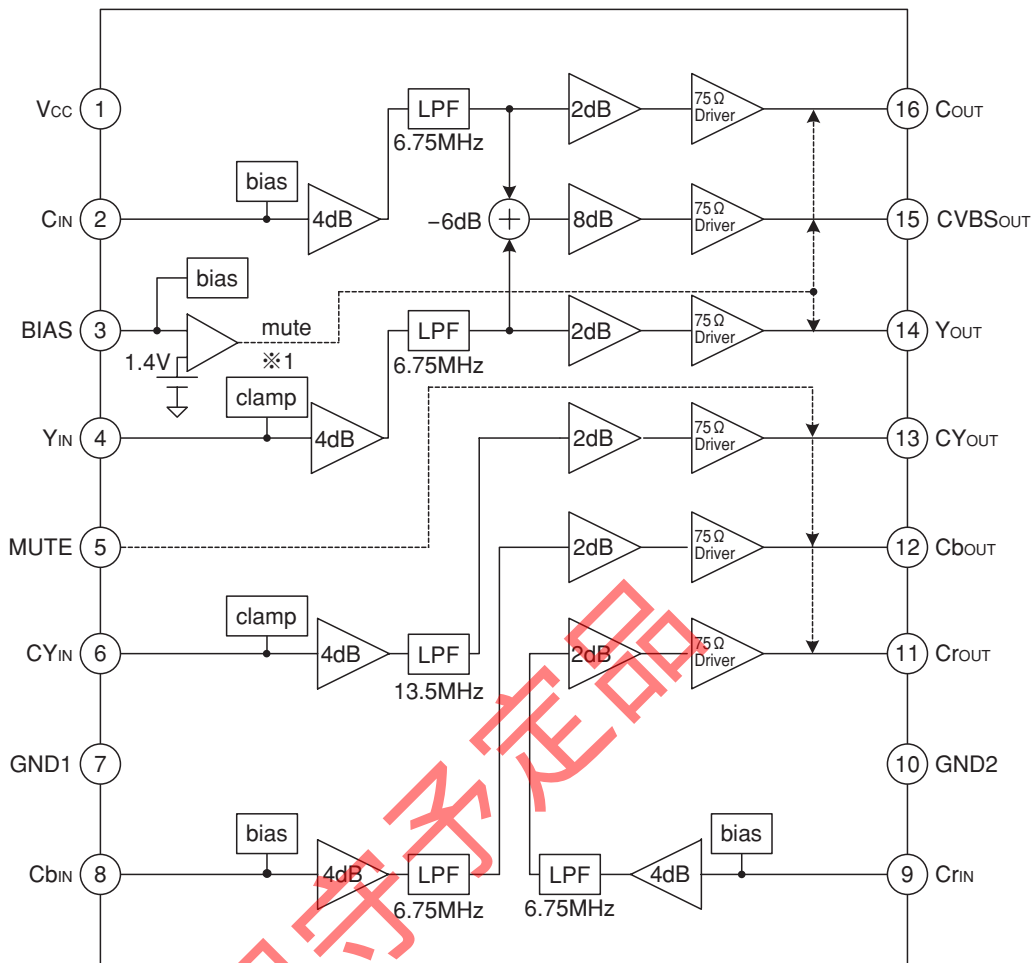 VCC 1
LPF 6.75MHz
2dB
75Ω Driver
16 COUT
CIN 2
bias
4dB
−6dB
+
8dB
75Ω Driver
15 CVBSOUT
BIAS 3
bias
1.4V
mute
※1
LPF 6.75MHz
2dB
75Ω Driver
14 YOUT
YIN 4
clamp
4dB
2dB
75Ω Driver
13 CYOUT
MUTE 5
2dB
75Ω Driver
12 CbOUT
CYIN 6
clamp
4dB
LPF 13.5MHz
2dB
75Ω Driver
11 CrOUT
GND1 7
10 GND2
CbIN 8
bias
4dB
LPF 6.75MHz
LPF 6.75MHz
4dB
bias
9 CrIN
守予定品